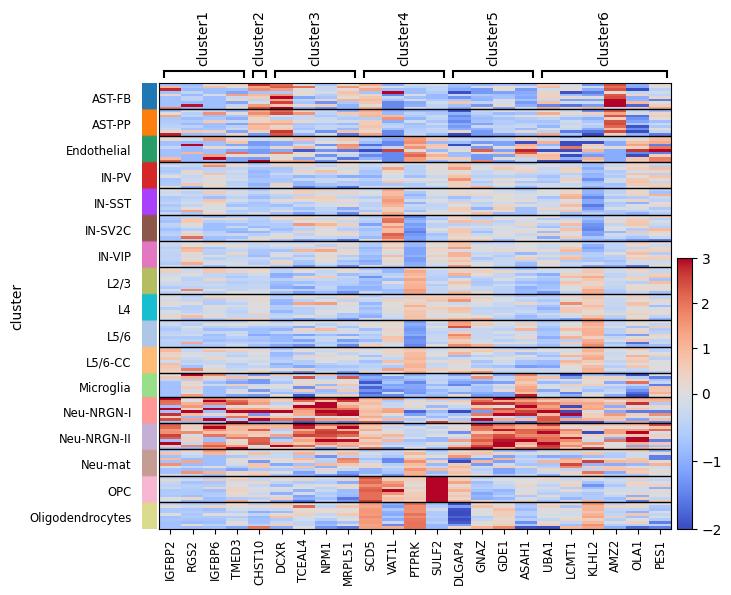 cluster1
cluster2
cluster3
cluster4
cluster5
cluster6
cluster
AST-FB
AST-PP
Endothelial
IN-PV
IN-SST
IN-SV2C
IN-VIP
L2/3
L4
L5/6
L5/6-CC
Microglia
Neu-NRGN-I
Neu-NRGN-II
Neu-mat
OPC
Oligodendrocytes
IGFBP2
RGS2
IGFBP6
TMED3
CHST10
DCXR
TCEAL4
NPM1
MRPL51
SCD5
VAT1L
PTPRK
SULF2
DLGAP4
GNAZ
GDE1
ASAH1
UBA1
LCMT1
KLHL2
AMZ2
OLA1
PES1
3
2
1
0
−1
−2